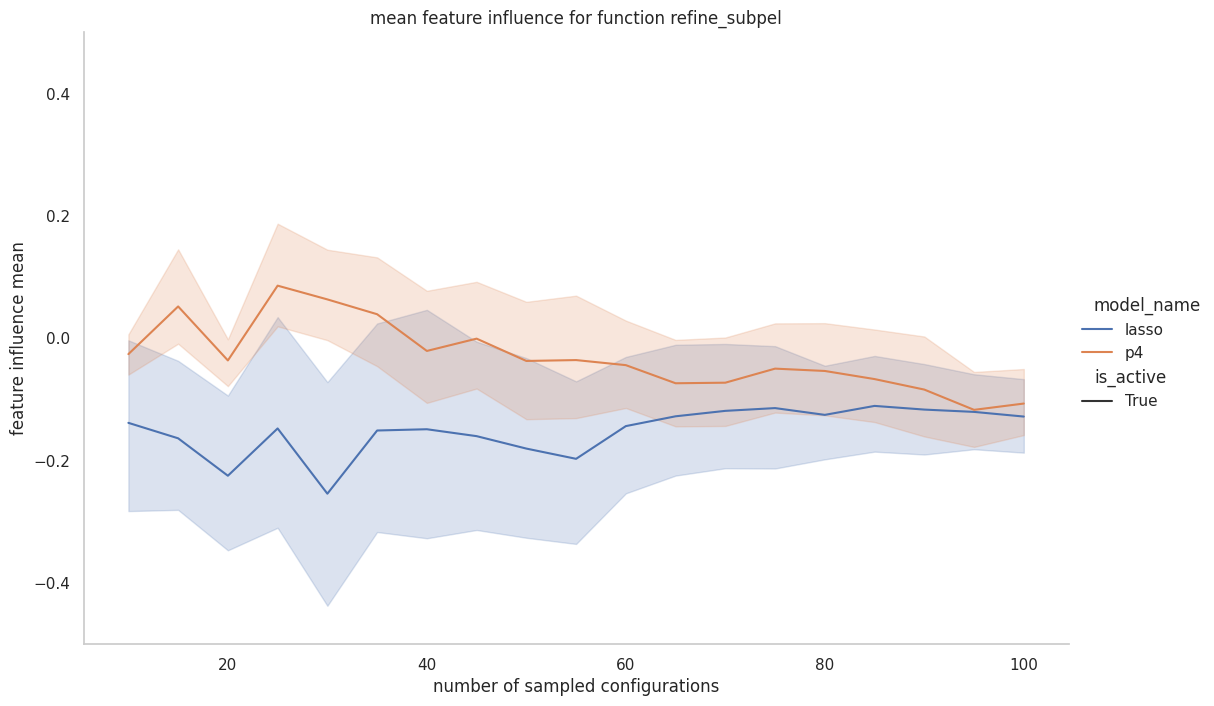 mean feature influence for function refine_subpel
feature influence mean
0.4
0.2
0.0
−0.2
−0.4
20
40
60
80
100
number of sampled configurations
model_name
lasso
p4
is_active
True